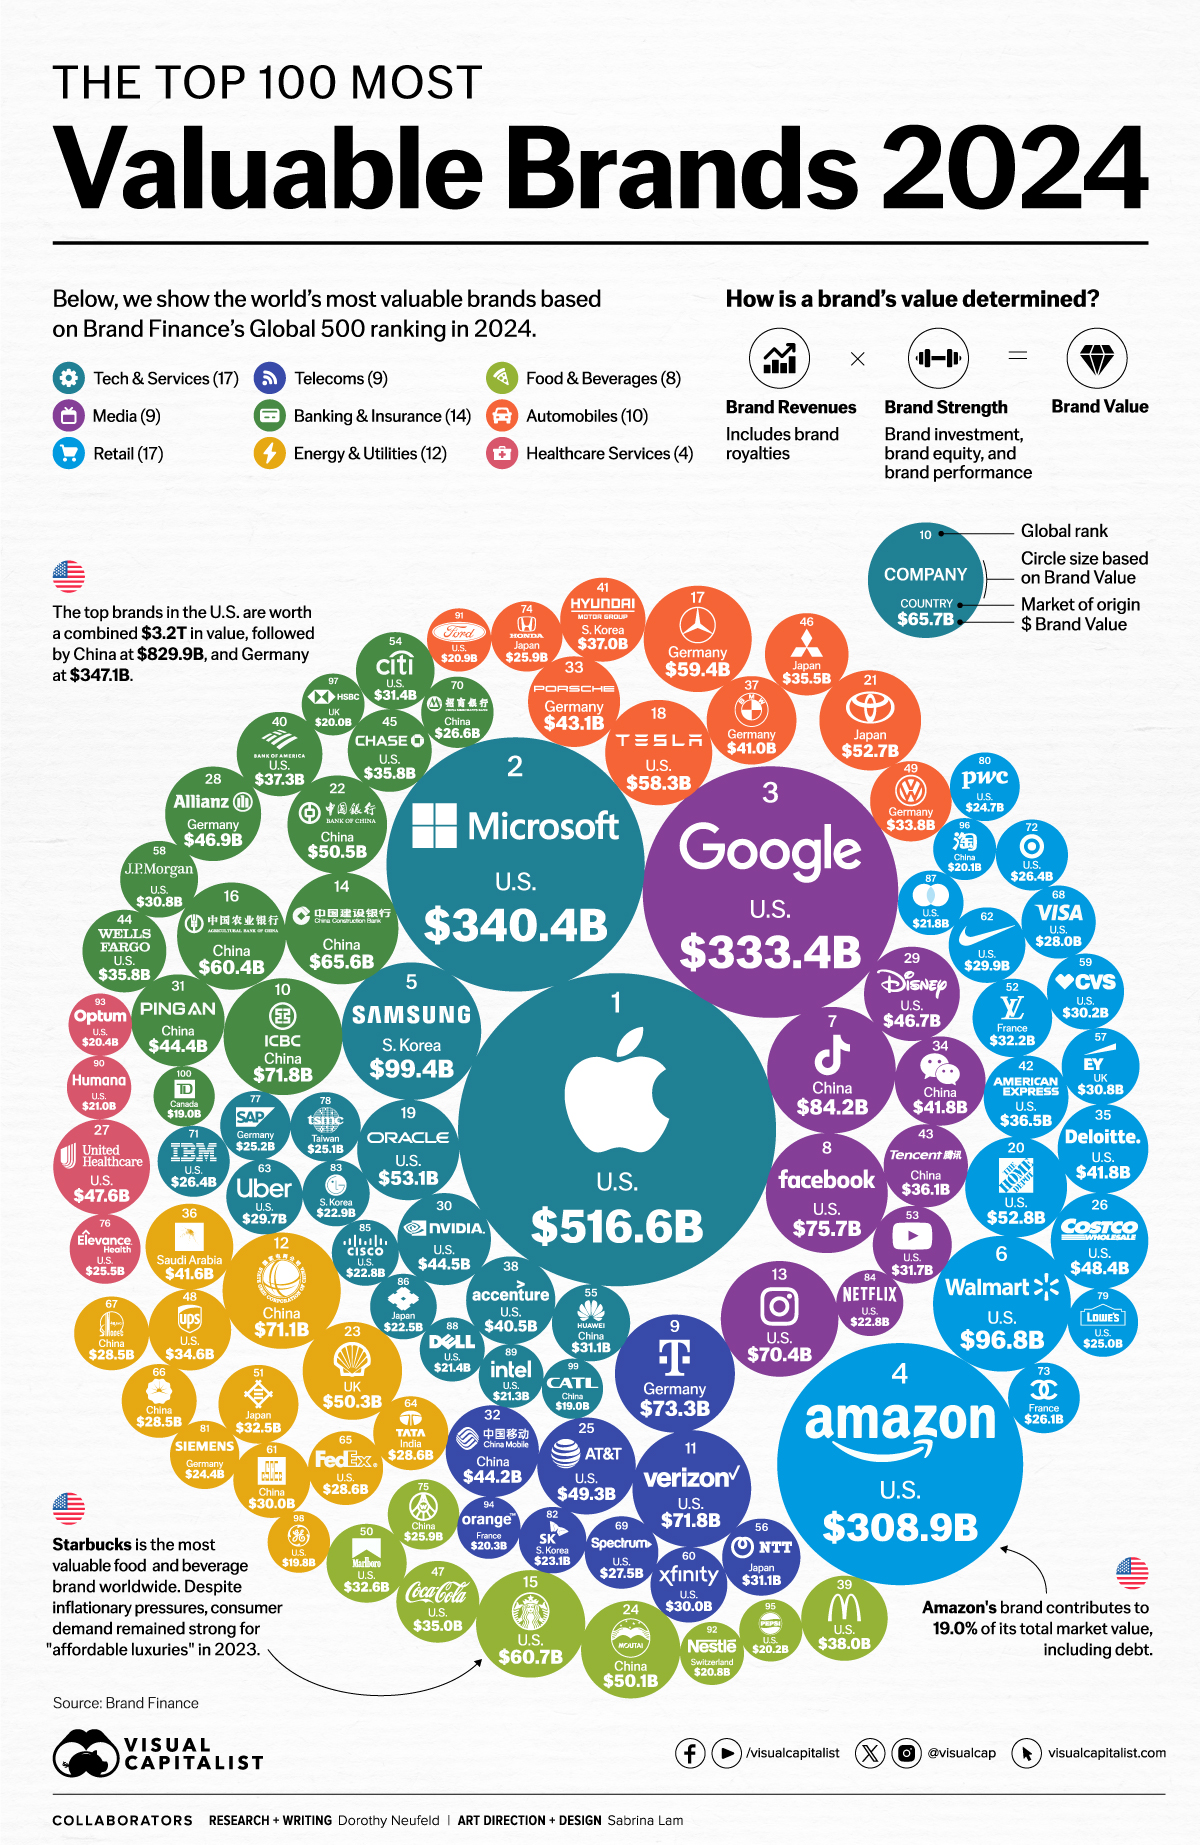 THE TOP 100 MOST
Valuable Brands 2024
Below, we show the world's most valuable brands based
on Brand Finance's Global 500 ranking in 2024.
Tech & Services (17)
Telecoms (9)
Food & Beverages (8)
Media (9)
Banking & Insurance (14)
Automobiles (10)
Retail (17)
Energy & Utilities (12)
Healthcare Services (4)
How is a brand's value determined?
×
=
Brand Revenues
Includes brand
royalties
Brand Strength
Brand investment,
brand equity, and
brand performance
Brand Value
10
COMPANY
COUNTRY
$65.7B
Global rank
Circle size based
on Brand Value
Market of origin
$ Brand Value
The top brands in the U.S. are worth
a combined $3.2T in value, followed
by China at $829.9B, and Germany
at $347.1B.
91
Ford
U.S.
$20.9B
74
HONDA
Japan
$25.9B
41
HYUNDAI
MOTOR GROUP
S. Korea
$37.0B
17
Germany
$59.4B
46
Japan
$35.5B
33
PORSCHE
Germany
$43.1B
18
TESLA
U.S.
$58.3B
37
BMW
Germany
$41.0B
21
Japan
$52.7B
49
Germany
$33.8B
54
citi
U.S.
$31.4B
97
HSBC
UK
$20.0B
70
招商銀行
CHINA MERCHANTS BANK
China
$26.6B
40
BANK OF AMERICA
U.S.
$37.3B
45
CHASE
U.S.
$35.8B
28
Allianz
Germany
$46.9B
22
中国銀行
BANK OF CHINA
China
$50.5B
58
J.P.Morgan
U.S.
$30.8B
16
中国农业银行
AGRICULTURAL BANK OF CHINA
China
$60.4B
14
中国建设银行
China Construction Bank
China
$65.6B
44
WELLS
FARGO
U.S.
$35.8B
31
PING AN
China
$44.4B
10
ICBC
China
$71.8B
100
TD
Canada
$19.0B
2
Microsoft
U.S.
$340.4B
3
Google
U.S.
$333.4B
80
pwc
U.S.
$24.7B
96
淘
China
$20.1B
72
U.S.
$26.4B
87
U.S.
$21.8B
62
U.S.
$29.9B
68
VISA
U.S.
$28.0B
59
CVS
U.S.
$30.2B
52
LV
France
$32.2B
57
EY
UK
$30.8B
42
AMERICAN
EXPRESS
U.S.
$36.5B
35
Deloitte.
U.S.
$41.8B
20
THE HOME DEPOT
U.S.
$52.8B
26
COSTCO
WHOLESALE
U.S.
$48.4B
6
Walmart
U.S.
$96.8B
79
LOWE'S
U.S.
$25.0B
73
France
$26.1B
4
amazon
U.S.
$308.9B
29
Disney
U.S.
$46.7B
7
China
$84.2B
34
China
$41.8B
8
facebook
U.S.
$75.7B
43
Tencent 腾讯
China
$36.1B
53
U.S.
$31.7B
13
U.S.
$70.4B
84
NETFLIX
U.S.
$22.8B
5
SAMSUNG
S. Korea
$99.4B
1
U.S.
$516.6B
77
SAP
Germany
$25.2B
78
tsmc
Taiwan
$25.1B
19
ORACLE
U.S.
$53.1B
71
IBM
U.S.
$26.4B
63
Uber
U.S.
$29.7B
83
LG
S. Korea
$22.9B
85
CISCO
U.S.
$22.8B
30
NVIDIA.
U.S.
$44.5B
86
Japan
$22.5B
38
accenture
U.S.
$40.5B
55
HUAWEI
China
$31.1B
88
DELL
U.S.
$21.4B
89
intel
U.S.
$21.3B
99
CATL
China
$19.0B
93
Optum
U.S.
$20.4B
90
Humana
U.S.
$21.0B
27
United
Healthcare
U.S.
$47.6B
76
Elevance
Health
U.S.
$25.5B
36
Saudi Arabia
$41.6B
12
China
$71.1B
67
China
$28.5B
48
ups
U.S.
$34.6B
23
UK
$50.3B
66
China
$28.5B
51
Japan
$32.5B
64
TATA
India
$28.6B
81
SIEMENS
Germany
$24.4B
61
China
$30.0B
65
FedEx.
U.S.
$28.6B
98
U.S.
$19.8B
9
T
Germany
$73.3B
32
中国移动
China Mobile
China
$44.2B
25
AT&T
U.S.
$49.3B
11
verizon✓
U.S.
$71.8B
94
orange™
France
$20.3B
82
SK
S. Korea
$23.1B
69
Spectrum
U.S.
$27.5B
60
xfinity
U.S.
$30.0B
56
NTT
Japan
$31.1B
75
China
$25.9B
50
Marlboro
U.S.
$32.6B
47
Coca-Cola
U.S.
$35.0B
15
U.S.
$60.7B
24
MOUTAI
China
$50.1B
92
Nestlē
Switzerland
$20.8B
95
PEPSI
U.S.
$20.2B
39
U.S.
$38.0B
Starbucks is the most
valuable food and beverage
brand worldwide. Despite
inflationary pressures, consumer
demand remained strong for
"affordable luxuries" in 2023.
Amazon's brand contributes to
19.0% of its total market value,
including debt.
Source: Brand Finance
VISUAL
CAPITALIST
/visualcapitalist
@visualcap
visualcapitalist.com
COLLABORATORS RESEARCH + WRITING Dorothy Neufeld | ART DIRECTION + DESIGN Sabrina Lam